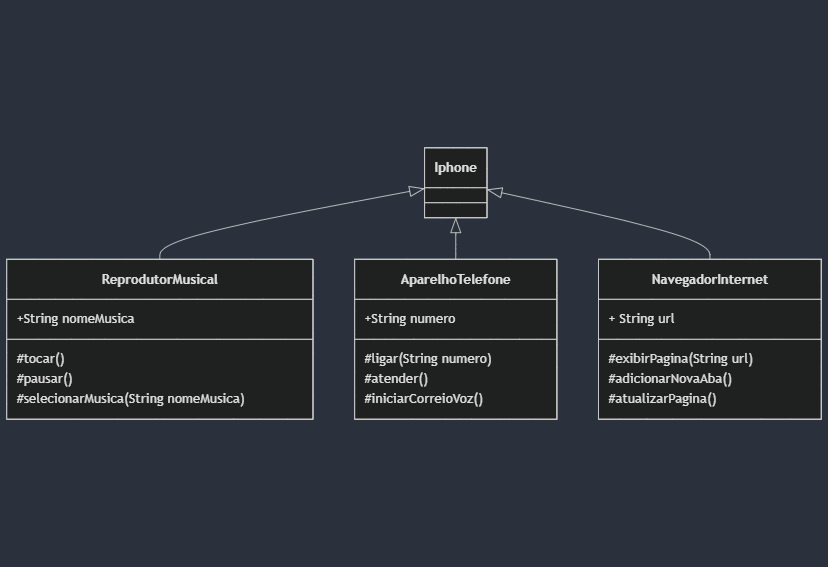 Iphone
ReprodutorMusical
+String nomeMusica
#tocar()
#pausar()
#selecionarMusica(String nomeMusica)
AparelhoTelefone
+String numero
#ligar(String numero)
#atender()
#iniciarCorreioVoz()
NavegadorInternet
+ String url
#exibirPagina(String url)
#adicionarNovaAba()
#atualizarPagina()